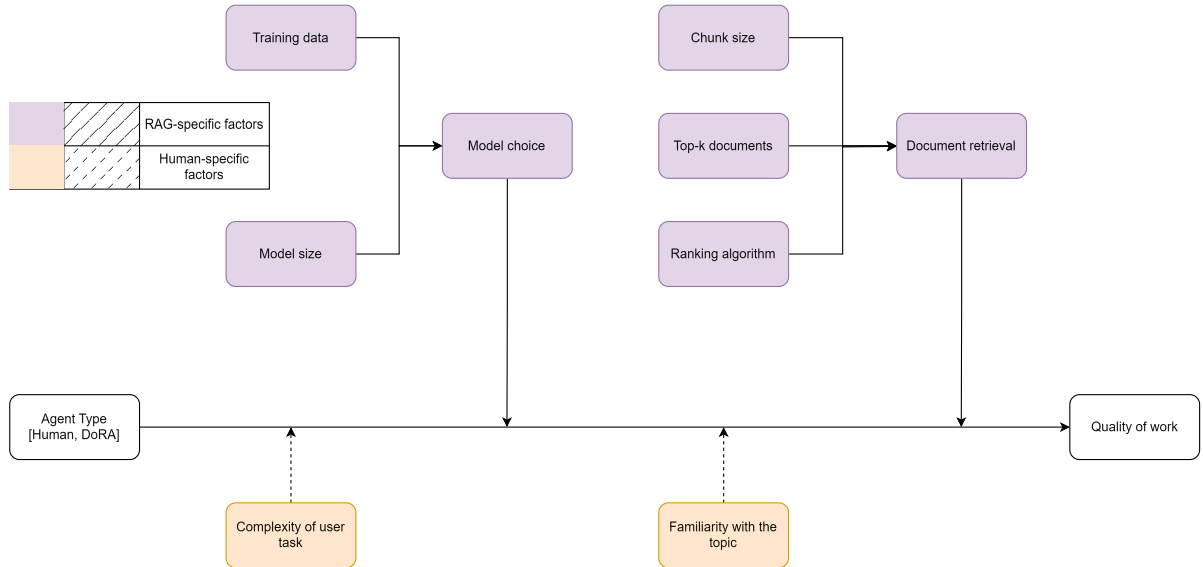 Training data
Chunk size
RAG-specific factors
Human-specific
factors
Model choice
Top-k documents
Document retrieval
Model size
Ranking algorithm
Agent Type
[Human, DoRA]
Quality of work
Complexity of user
task
Familiarity with the
topic